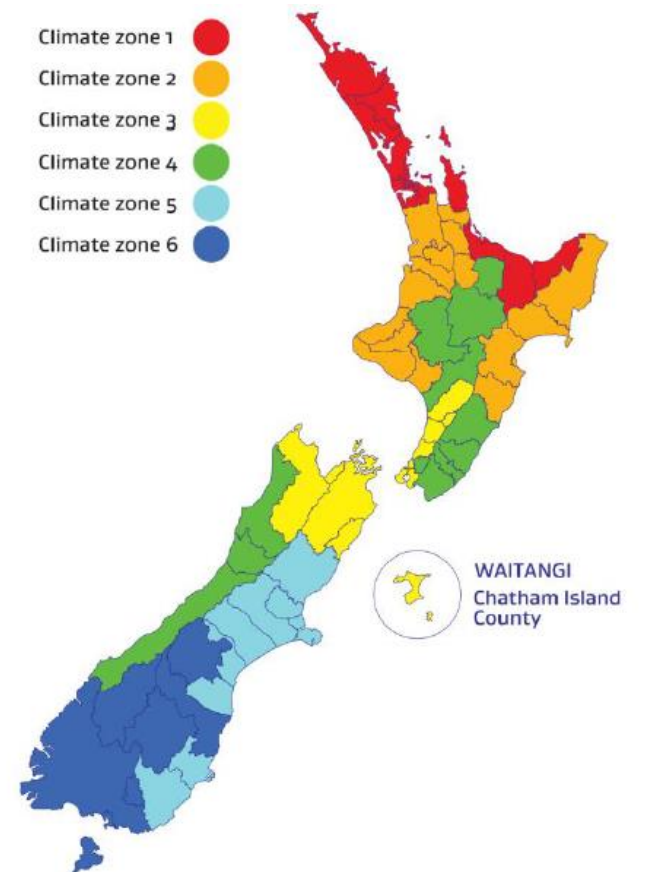 Climate zone 1
Climate zone 2
Climate zone 3
Climate zone 4
Climate zone 5
Climate zone 6
WAITANGI
Chatham Island
County